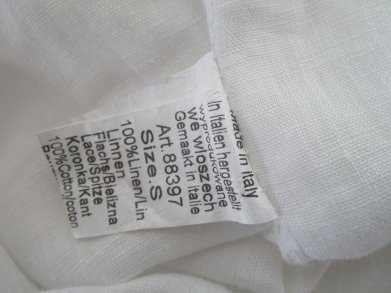 Made in italy
In Italien hergestellt
wyprodukowane
we wloszech
Gemaakt in Italie
Art.88397
Size.S
100%Linen/Lin
Linnen
Flachs/Bielizna
Lace/Spitze
Koronka/Kant
100%Cotton/coton